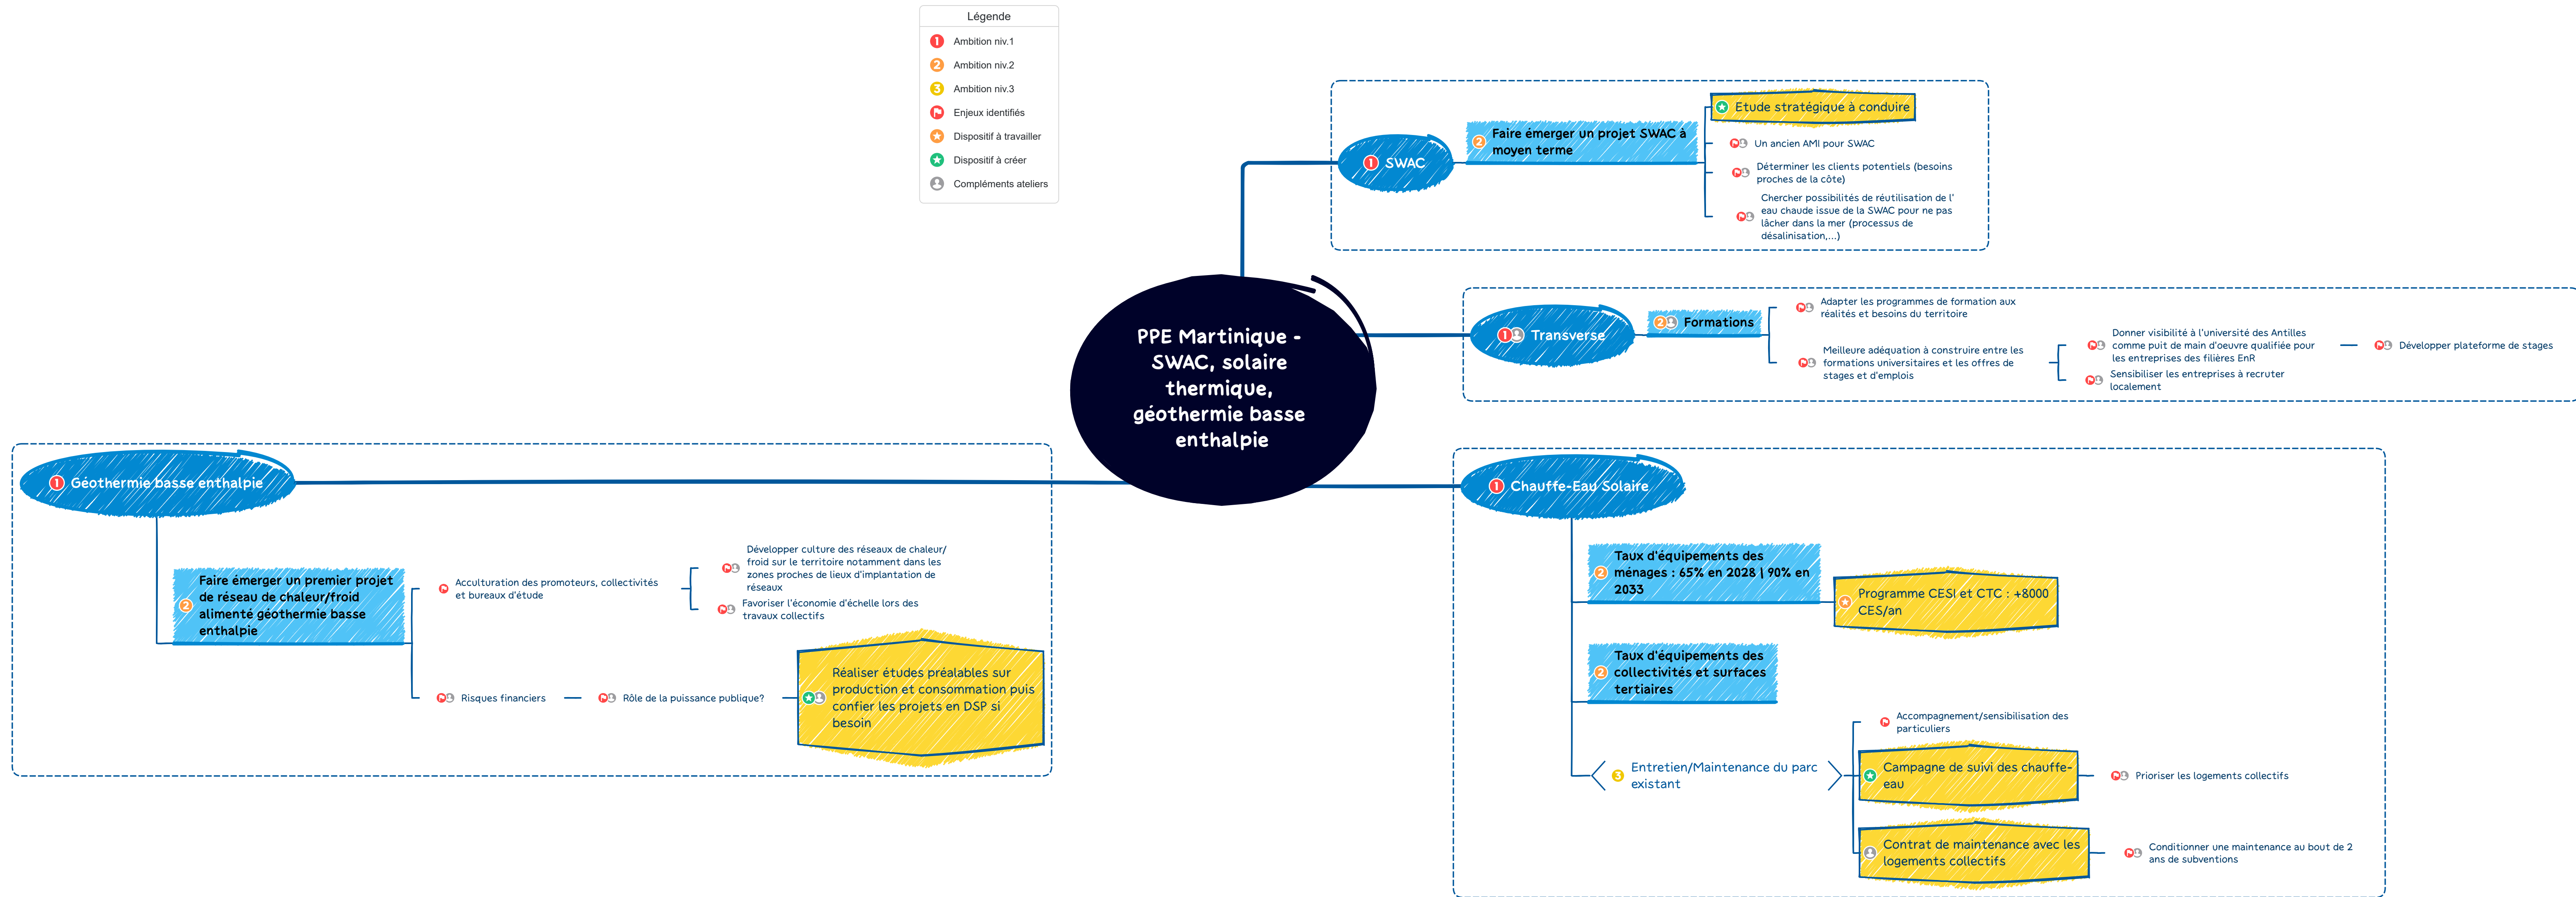 Légende
Ambition niv.1
Ambition niv.2
Ambition niv.3
Enjeux identifiés
Dispositif à travailler
Dispositif à créer
Compléments ateliers
PPE Martinique -
SWAC, solaire
thermique,
géothermie basse
enthalpie
SWAC
Faire émerger un projet SWAC à
moyen terme
Etude stratégique à conduire
Un ancien AMI pour SWAC
Déterminer les clients potentiels (besoins
proches de la côte)
Chercher possibilités de réutilisation de l'
eau chaude issue de la SWAC pour ne pas
lâcher dans la mer (processus de
désalinisation,...)
Transverse
Formations
Adapter les programmes de formation aux
réalités et besoins du territoire
Meilleure adéquation à construire entre les
formations universitaires et les offres de
stages et d'emplois
Donner visibilité à l'université des Antilles
comme puit de main d'oeuvre qualifiée pour
les entreprises des filières EnR
Développer plateforme de stages
Sensibiliser les entreprises à recruter
localement
Géothermie basse enthalpie
Faire émerger un premier projet
de réseau de chaleur/froid
alimenté géothermie basse
enthalpie
Acculturation des promoteurs, collectivités
et bureaux d'étude
Développer culture des réseaux de chaleur/
froid sur le territoire notamment dans les
zones proches de lieux d'implantation de
réseaux
Favoriser l'économie d'échelle lors des
travaux collectifs
Risques financiers
Rôle de la puissance publique?
Réaliser études préalables sur
production et consommation puis
confier les projets en DSP si
besoin
Chauffe-Eau Solaire
Taux d'équipements des
ménages : 65% en 2028 | 90% en
2033
Programme CESI et CTC : +8000
CES/an
Taux d'équipements des
collectivités et surfaces
tertiaires
Entretien/Maintenance du parc
existant
Accompagnement/sensibilisation des
particuliers
Campagne de suivi des chauffe-
eau
Prioriser les logements collectifs
Contrat de maintenance avec les
logements collectifs
Conditionner une maintenance au bout de 2
ans de subventions